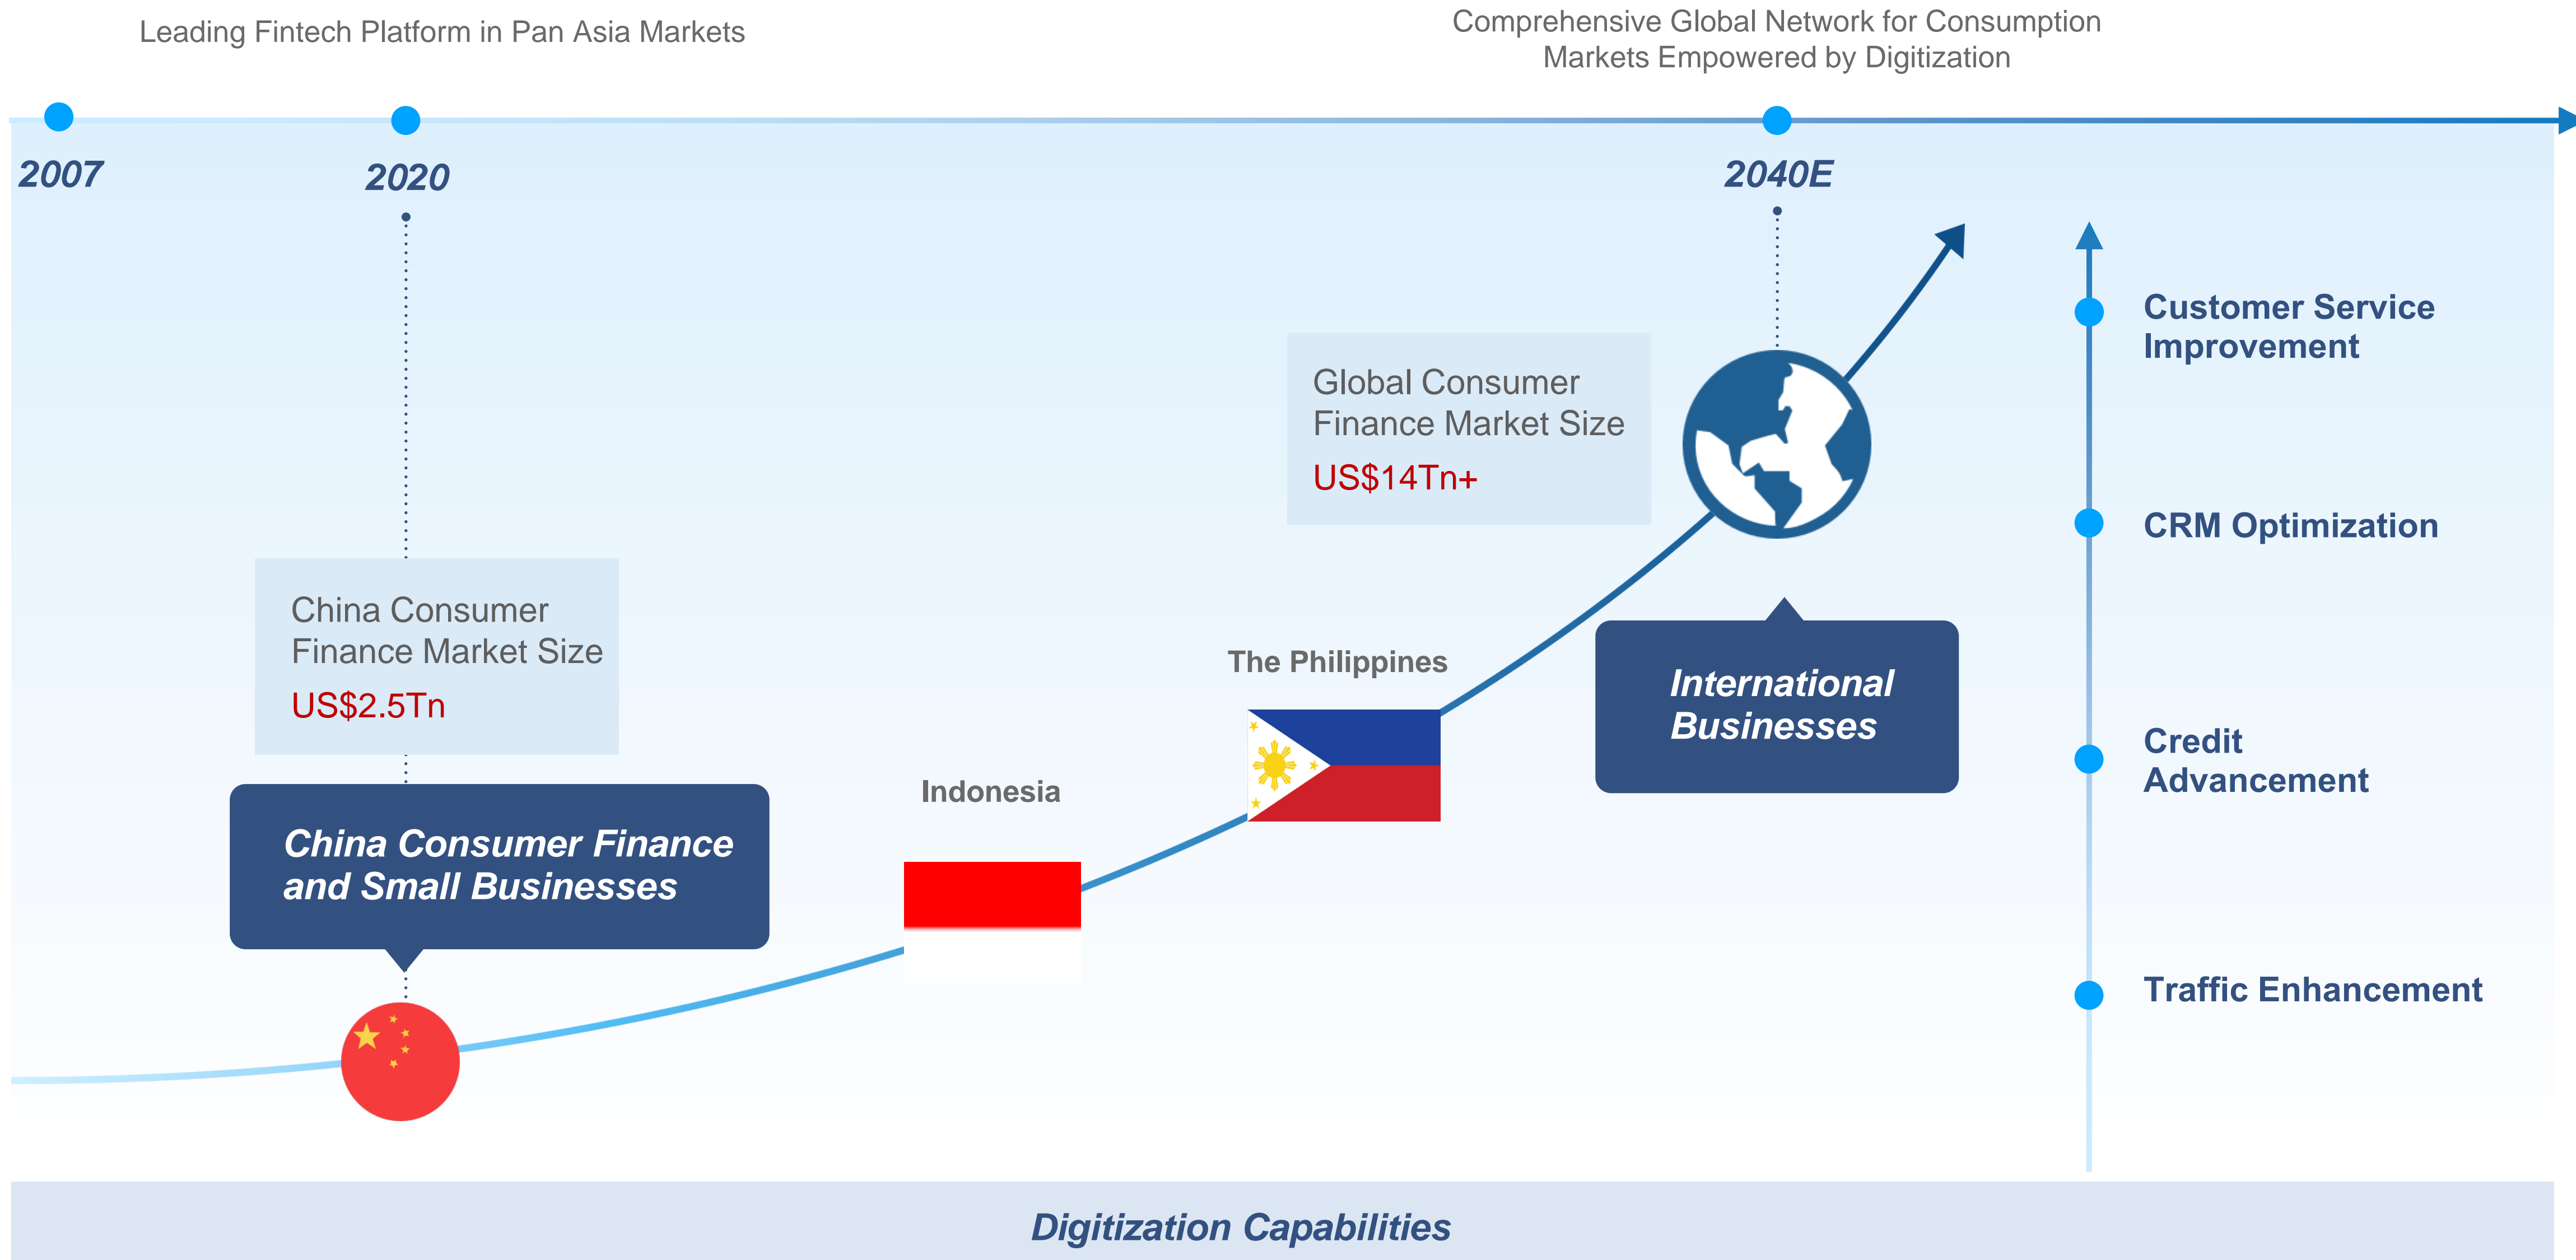 Leading Fintech Platform in Pan Asia Markets
Comprehensive Global Network for Consumption
Markets Empowered by Digitization
2007
2020
2040E
Customer Service
Improvement
Global Consumer
Finance Market Size
US$14Tn+
CRM Optimization
China Consumer
Finance Market Size
US$2.5Tn
The Philippines
International
Businesses
Credit
Advancement
Indonesia
China Consumer Finance
and Small Businesses
Traffic Enhancement
Digitization Capabilities